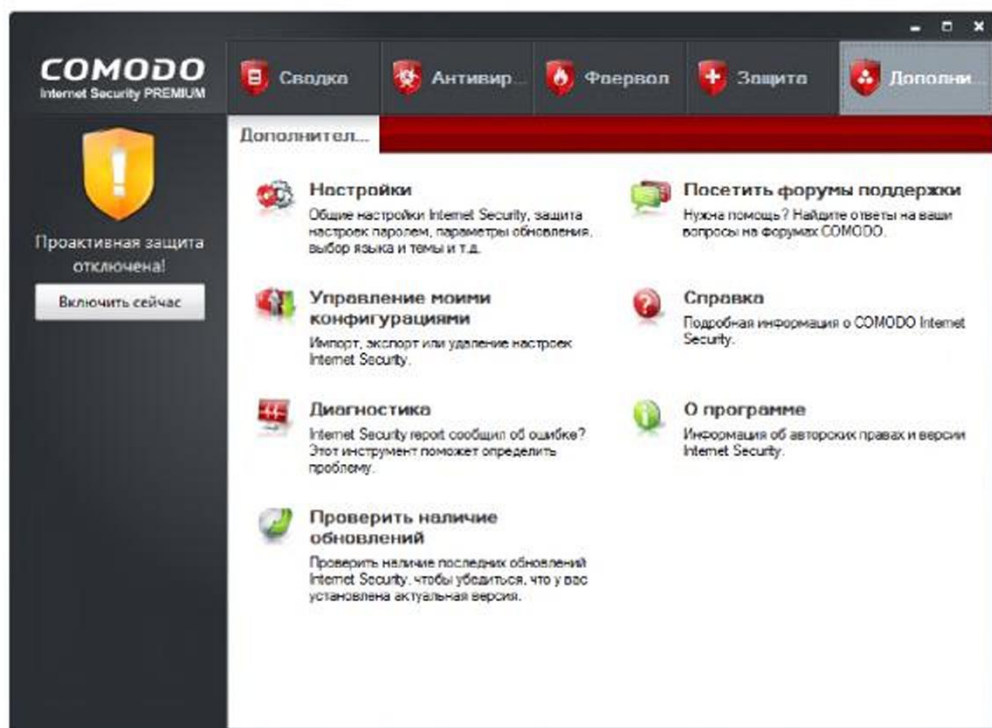 COMODO
Internet Security PREMIUM
Сводка
Антивир...
Фаервол
Защита
Дополни...
Проактивная защита
отключена!
Включить сейчас
Дополнител...
Настройки
Общие настройки Internet Security, защита
настроек паролем, параметры обновления,
выбор языка и темы и т.д.
Управление моими
конфигурациями
Импорт, экспорт или удаление настроек
Internet Security.
Диагностика
Internet Security report сообщил об ошибке?
Этот инструмент поможет определить
проблему.
Проверить наличие
обновлений
Проверить наличие последних обновлений
Internet Security, чтобы убедиться, что у вас
установлена актуальная версия.
Посетить форумы поддержки
Нужна помощь? Найдите ответы на ваши
вопросы на форумах COMODO.
Справка
Подробная информация о COMODO Internet
Security.
О программе
Информация об авторских правах и версии
Internet Security.